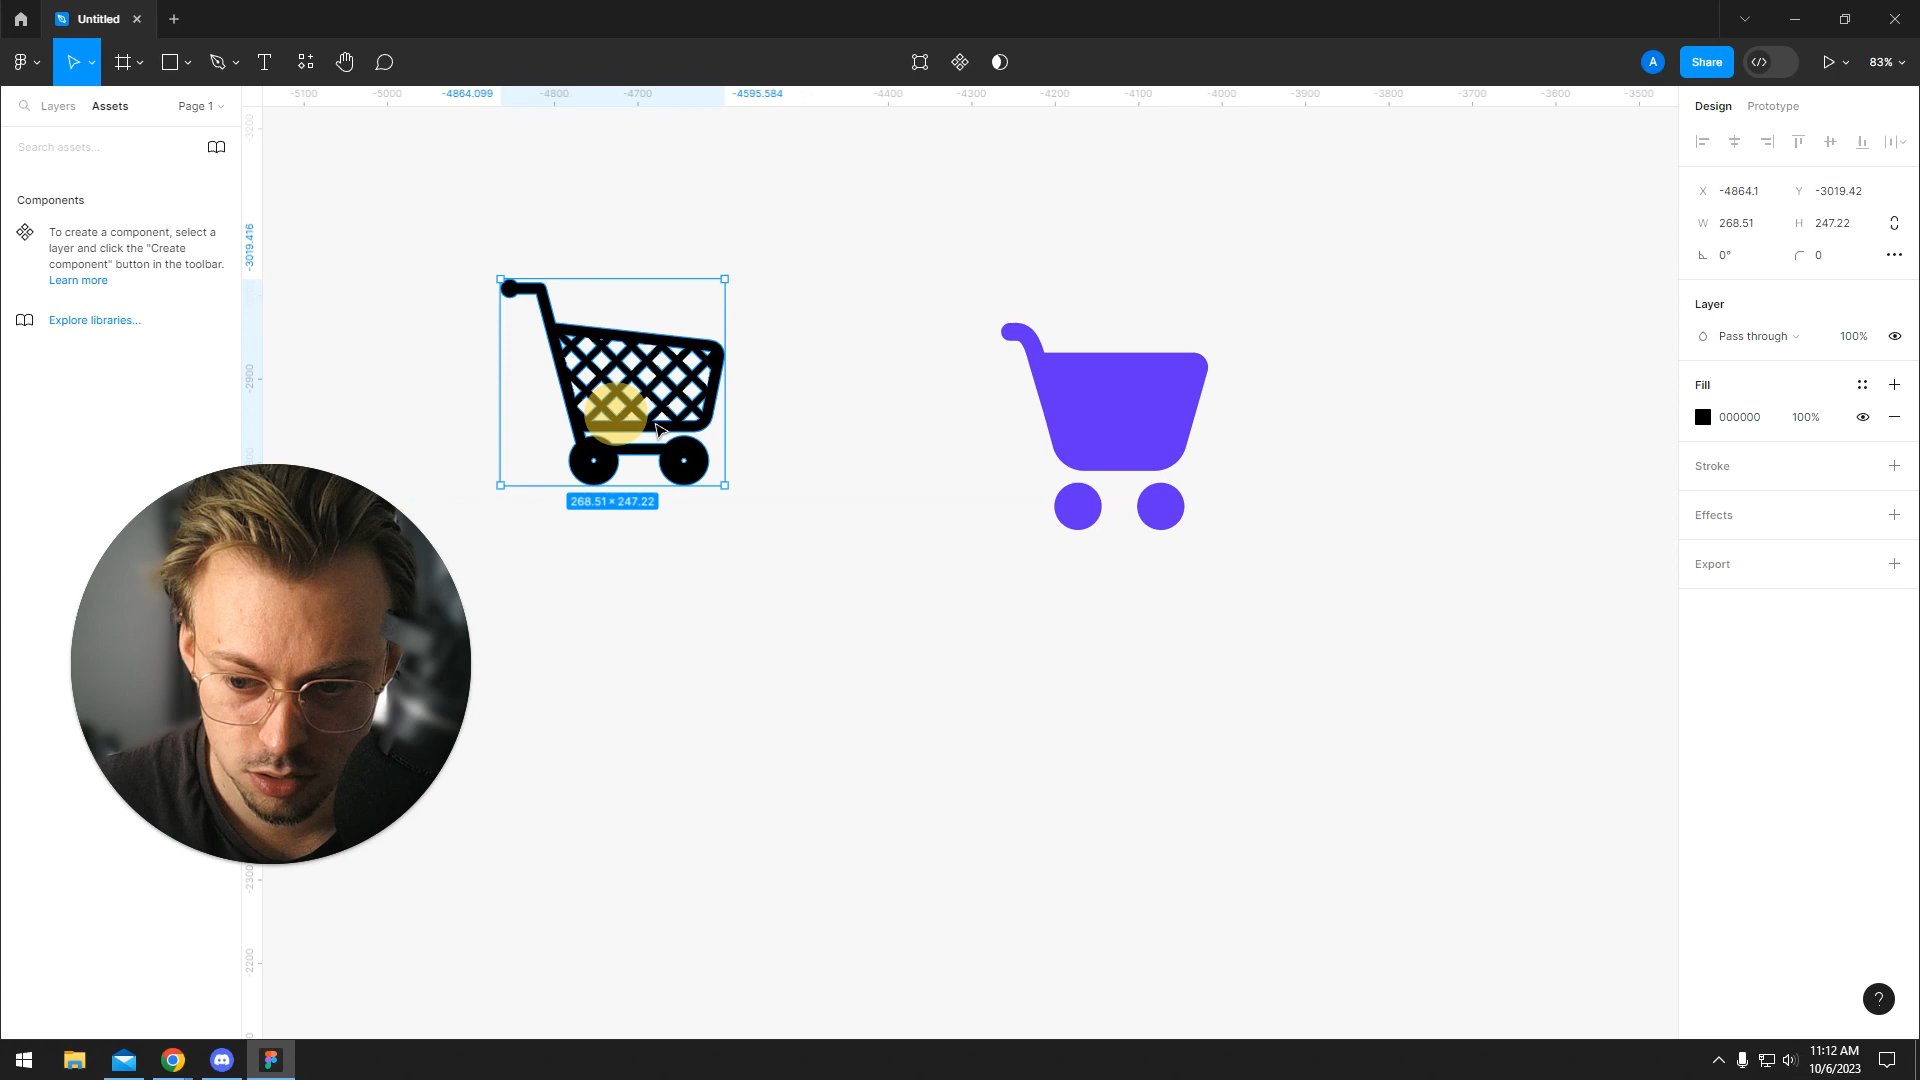 Untitled
Share
83%
Layers
Assets
Page 1
-5100
-5000
-4864.099
-4800
-4700
-4595.584
-4400
-4300
-4200
-4100
-4000
-3900
-3800
-3700
-3600
-3500
Design
Prototype
Search assets...
Components
To create a component, select a
layer and click the "Create
component" button in the toolbar.
Learn more
Explore libraries...
-3200
-3019.416
-2900
-2300
-2200
268.51 × 247.22
X -4864.1
Y -3019.42
W 268.51
H 247.22
0°
0
Layer
Pass through
100%
Fill
000000
100%
Stroke
Effects
Export
A
?
11:12 AM
10/6/2023